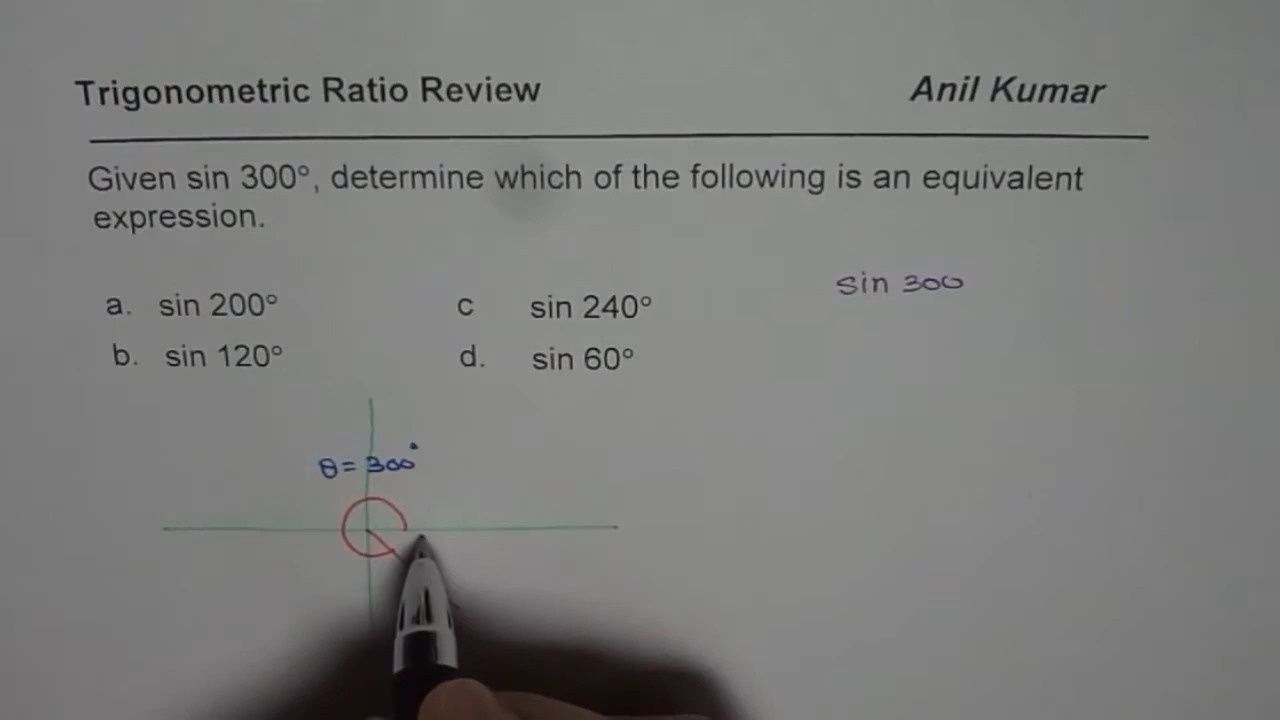 Trigonometric Ratio Review Anil Kumar
Given sin 300°, determine which of the following is an equivalent
expression.
sin 300
a. sin 200° c sin 240°
b. sin 120° d. sin 60°
θ = 300°